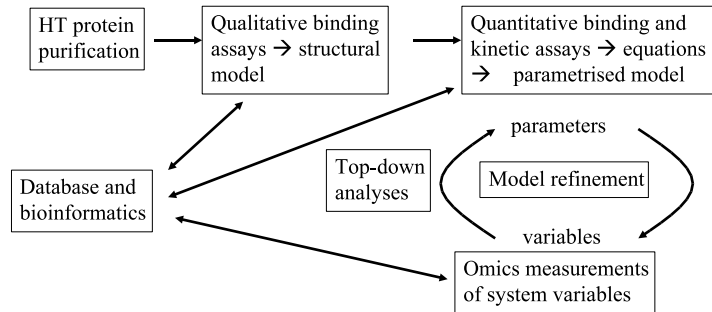 HT protein
purification
Qualitative binding
assays → structural
model
Quantitative binding and
kinetic assays → equations
→ parametrised model
parameters
Top-down
analyses
Model refinement
Database and
bioinformatics
variables
Omics measurements
of system variables